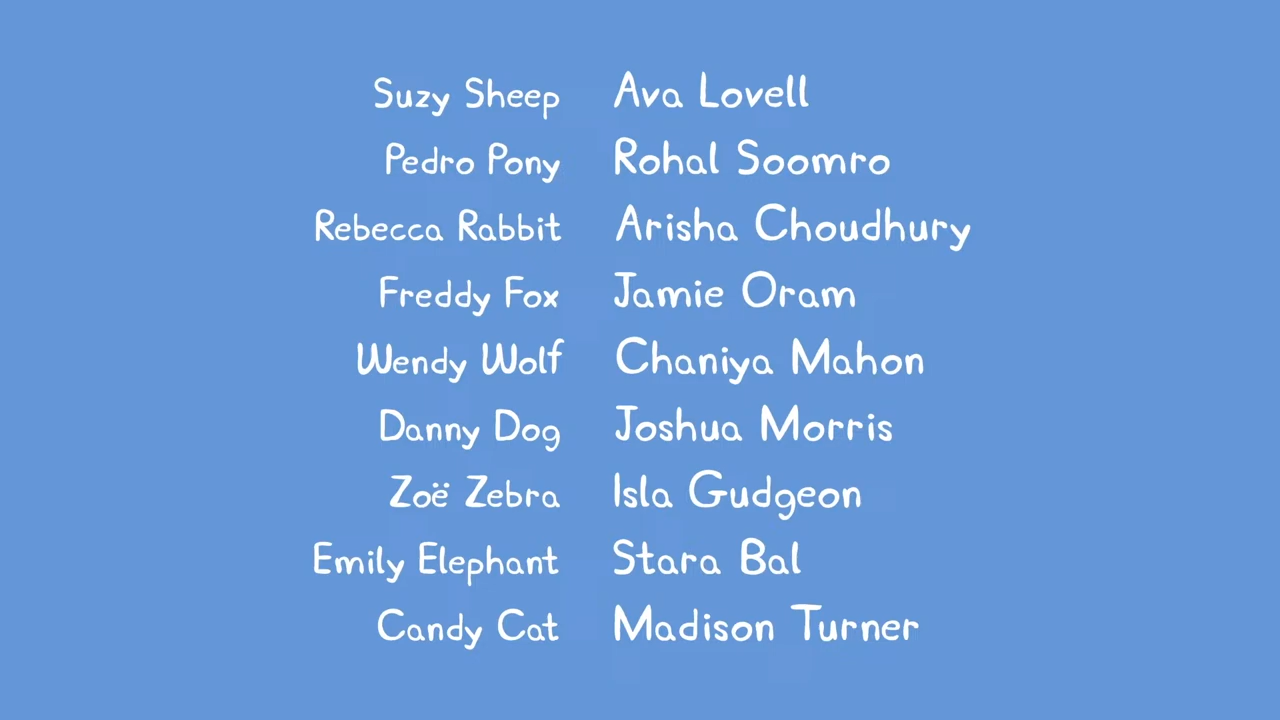 Suzy Sheep Ava Lovell
Pedro Pony Rohal Soomro
Rebecca Rabbit Arisha Choudhury
Freddy Fox Jamie Oram
Wendy Wolf Chaniya Mahon
Danny Dog Joshua Morris
Zoë Zebra Isla Gudgeon
Emily Elephant Stara Bal
Candy Cat Madison Turner